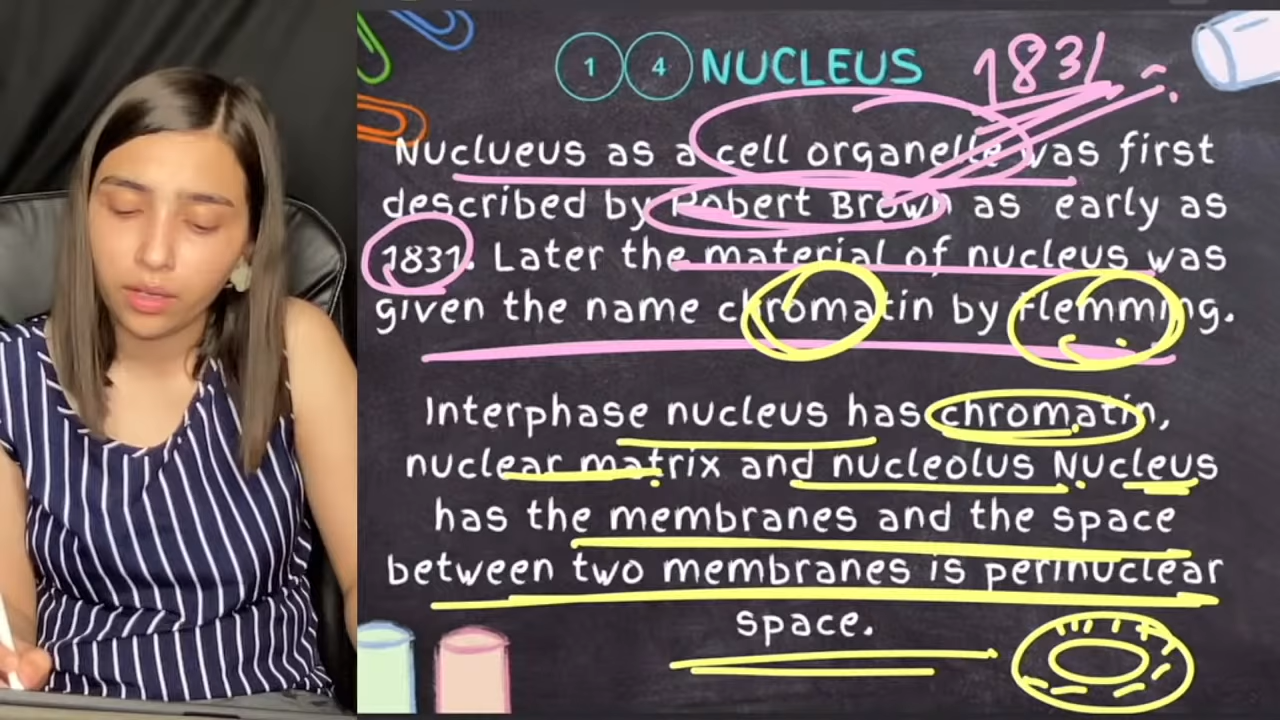 1 4 NUCLEUS 1831
Nuclueus as a cell organelle was first
described by Robert Brown as early as
1831. Later the material of nucleus was
given the name chromatin by Flemming.
Interphase nucleus has chromatin,
nuclear matrix and nucleolus Nucleus
has the membranes and the space
between two membranes is perinuclear
space.